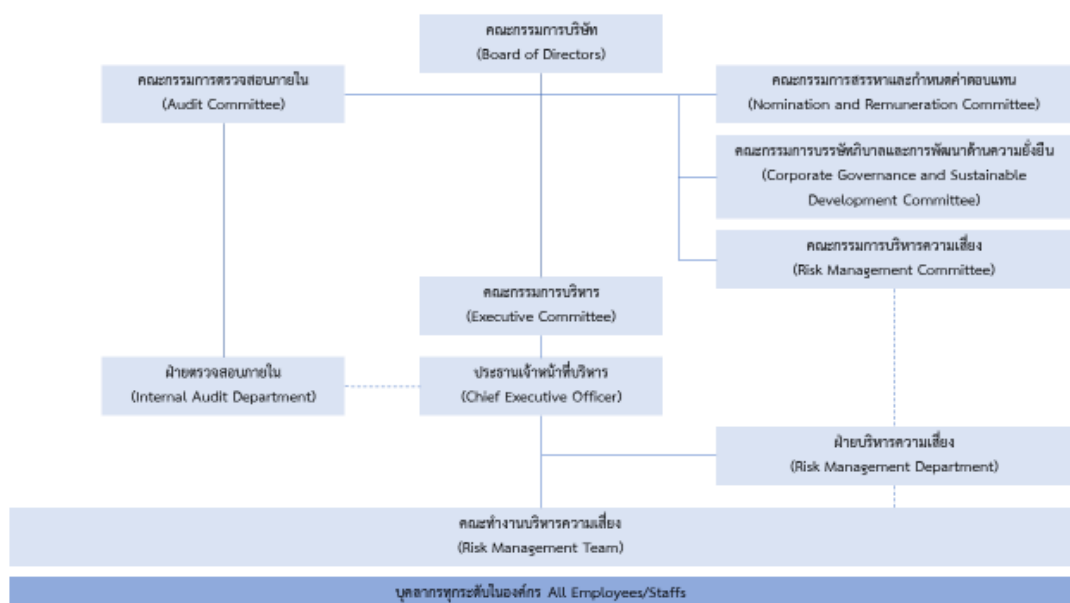 คณะกรรมการบริษัท
(Board of Directors)
คณะกรรมการตรวจสอบภายใน
(Audit Committee)
คณะกรรมการสรรหาและกำหนดค่าตอบแทน
(Nomination and Remuneration Committee)
คณะกรรมการบรรษัทภิบาลและการพัฒนาด้านความยั่งยืน
(Corporate Governance and Sustainable
Development Committee)
คณะกรรมการบริหารความเสี่ยง
(Risk Management Committee)
คณะกรรมการบริหาร
(Executive Committee)
ฝ่ายตรวจสอบภายใน
(Internal Audit Department)
ประธานเจ้าหน้าที่บริหาร
(Chief Executive Officer)
ฝ่ายบริหารความเสี่ยง
(Risk Management Department)
คณะทำงานบริหารความเสี่ยง
(Risk Management Team)
บุคลากรทุกระดับในองค์กร All Employees/Staffs